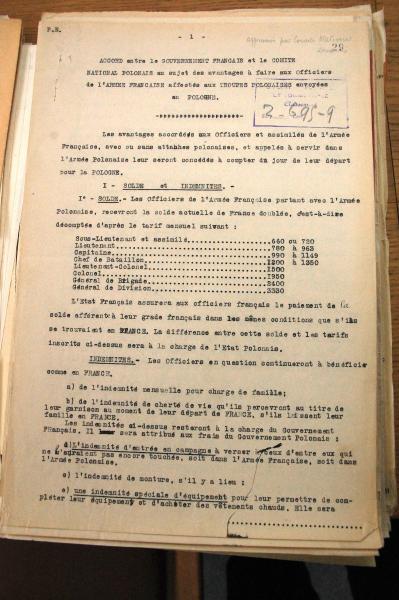 P.R.
- 1 -
29.
ACCORD entre le GOUVERNEMENT FRANCAIS et le COMITE
NATIONAL POLONAIS au sujet des avantages à faire aux Officiers
de l'ARMEE FRANCAISE affectés aux TROUPES POLONAISES envoyées
en POLOGNE.
2-695-9
Les avantages accordés aux Officiers et assimilés de l'Armée
Française, avec ou sans attahhes polonaises, et appelés à servir dans
l'Armée Polonaise leur seront concédés à compter du jour de leur départ
pour la POLOGNE.
I - SOLDE et INDEMNITES. -
I° - SOLDE.- Les Officiers de l'Armée Française partant avec l'Armée
Polonaise, recevront la solde actuelle de France doublée, c'est-à-dire
décomptée d'après le tarif mensuel suivant :
Sous-Lieutenant et assimilé....................660 ou 720
Lieutenant.....................................780 à 963
Capitaine......................................990 à 1149
Chef de Bataillon.............................1200 à 1350
Lieutenant-Colonel............................1500
Colonel.......................................1950
Général de Brigade............................2400
Général de Division...........................3330
L'Etat Français assurera aux officiers français le paiement de la
solde afférent à leur grade français dans les mêmes conditions que s'ils
se trouvaient en FRANCE. La différence entre cette solde et les tarifs
inscrits ci-dessus sera à la charge de l'Etat Polonais.
INDEMNITES.- Les Officiers en question continueront à bénéficier
comme en FRANCE.
a) de l'indemnité mensuelle pour charge de famille;
b) de l'indemnité de cherté de vie qu'ils percevront au titre de
leur garnison au moment de leur départ de FRANCE, s'ils laissent leur
famille en FRANCE.
Les indemnités ci-dessus resteront à la charge du Gouvernement
Français. Il sera attribué aux frais du Gouvernement Polonais :
d)L'indemnité d'entrée en campagne à verser à ceux d'entre eux qui
ne l'auraient pas encore touchée, soit dans l'Armée Française, soit dans
l'Armée Polonaise.
e) l'indemnité de monture, s'il y a lieu ;
e) une indemnité spéciale d'équipement pour leur permettre de com-
pléter leur équipement et d'achéter des vêtements chauds. Elle sera